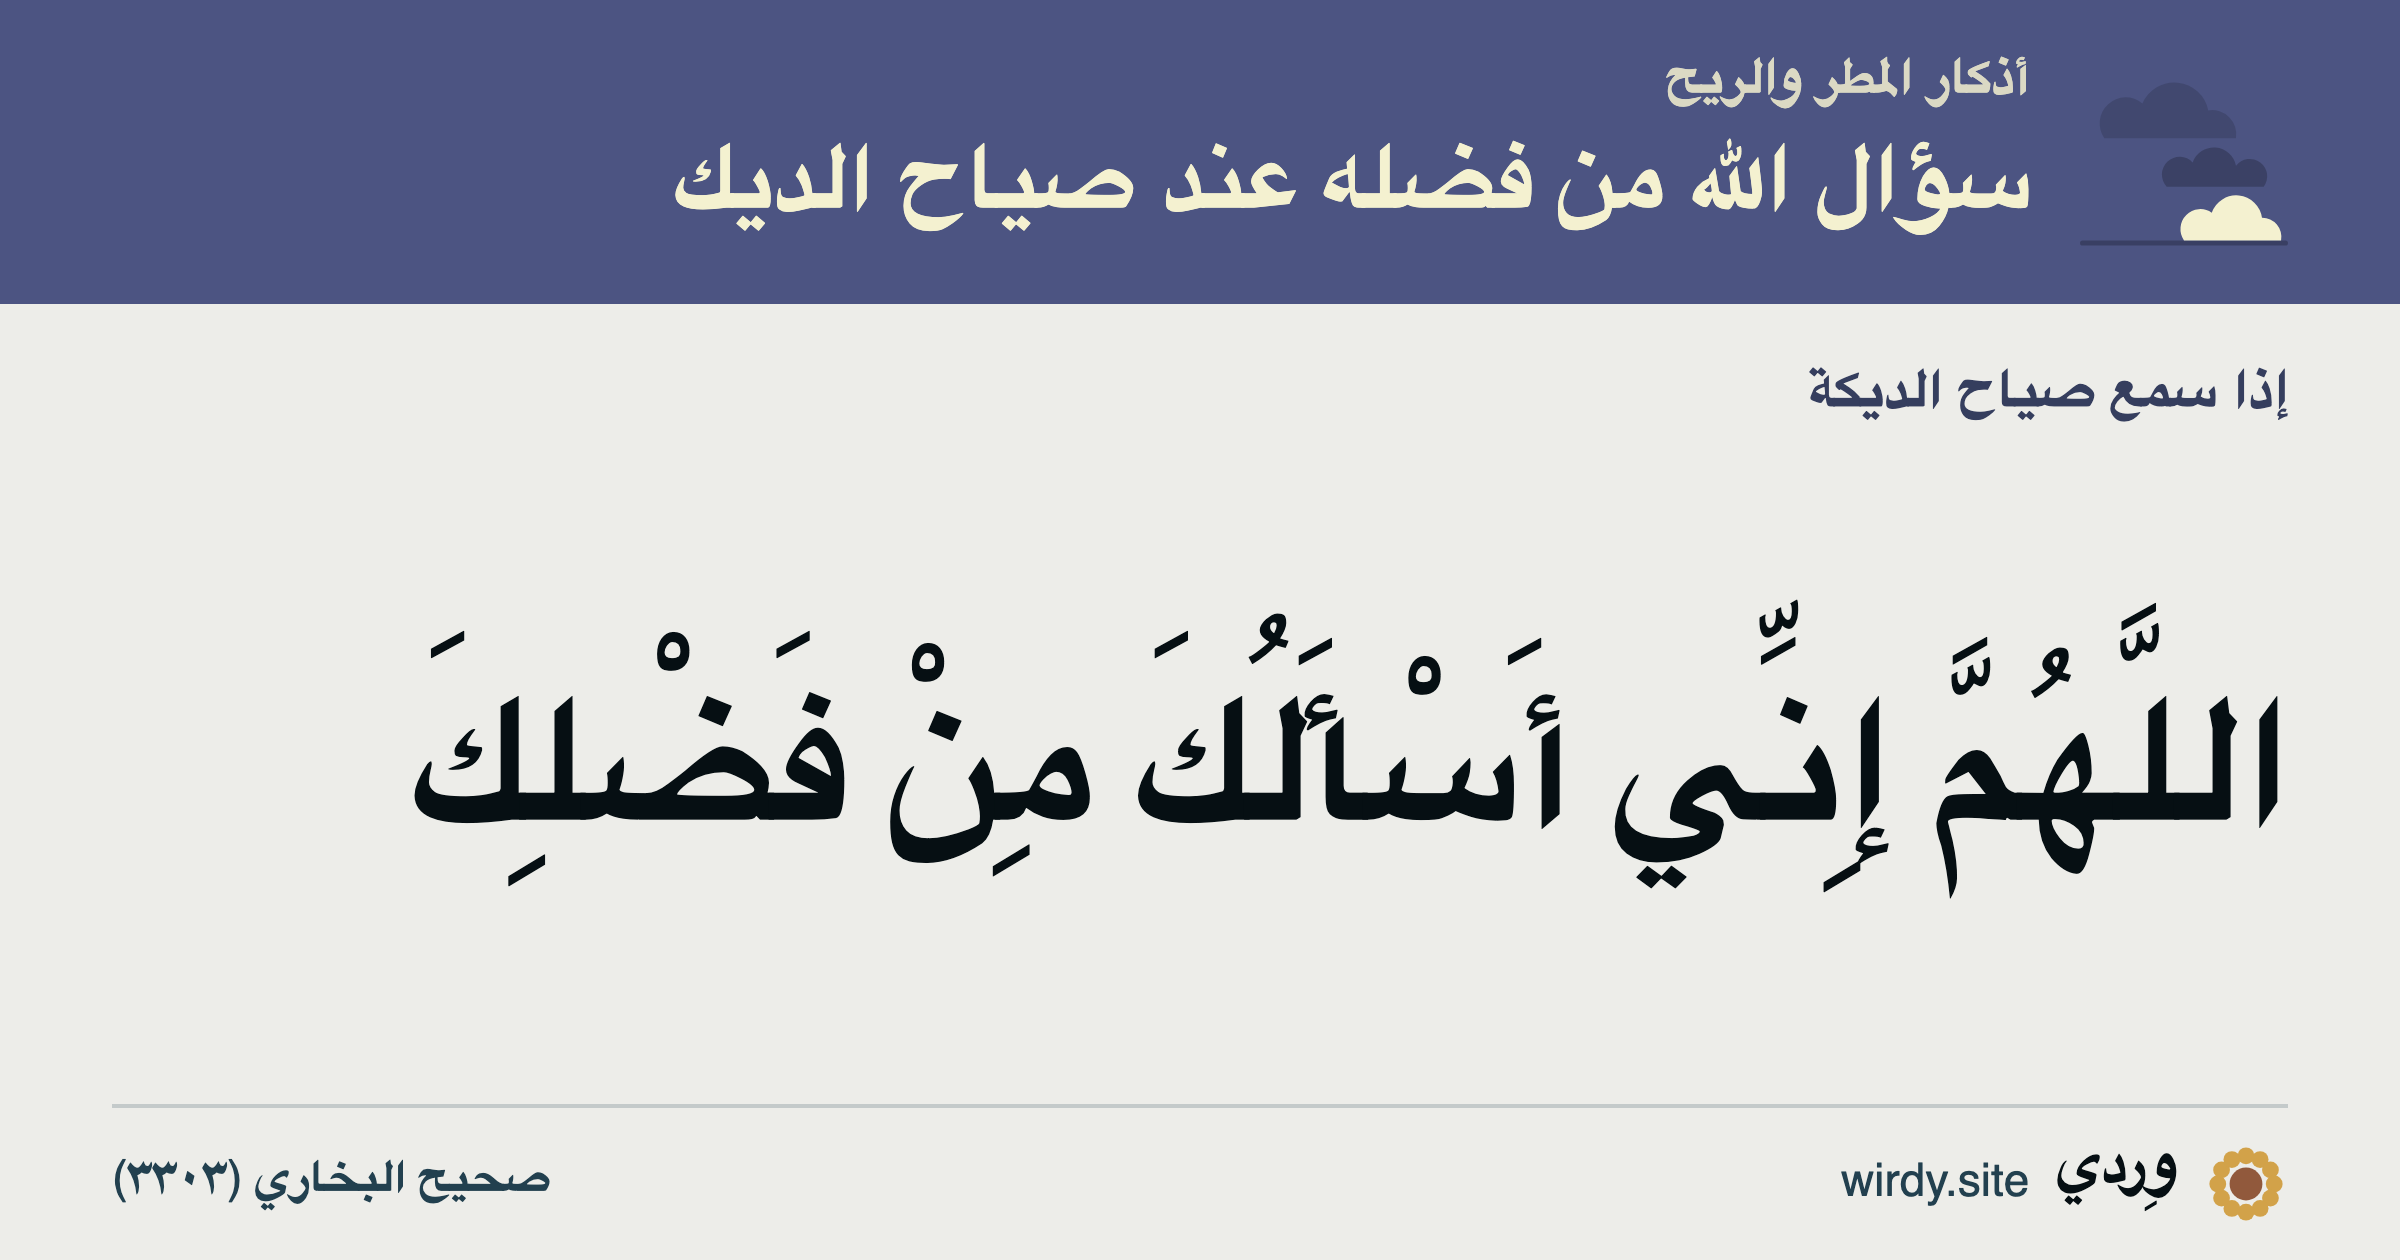 أذكار المطر والريح
سؤال الله من فضله عند صياح الديك
إذا سمع صياح الديكة
اللَّهُمَّ إِنِّي أَسْأَلُكَ مِنْ فَضْلِكَ
وِردي wirdy.site
صحيح البخاري (٣٣٠٣)